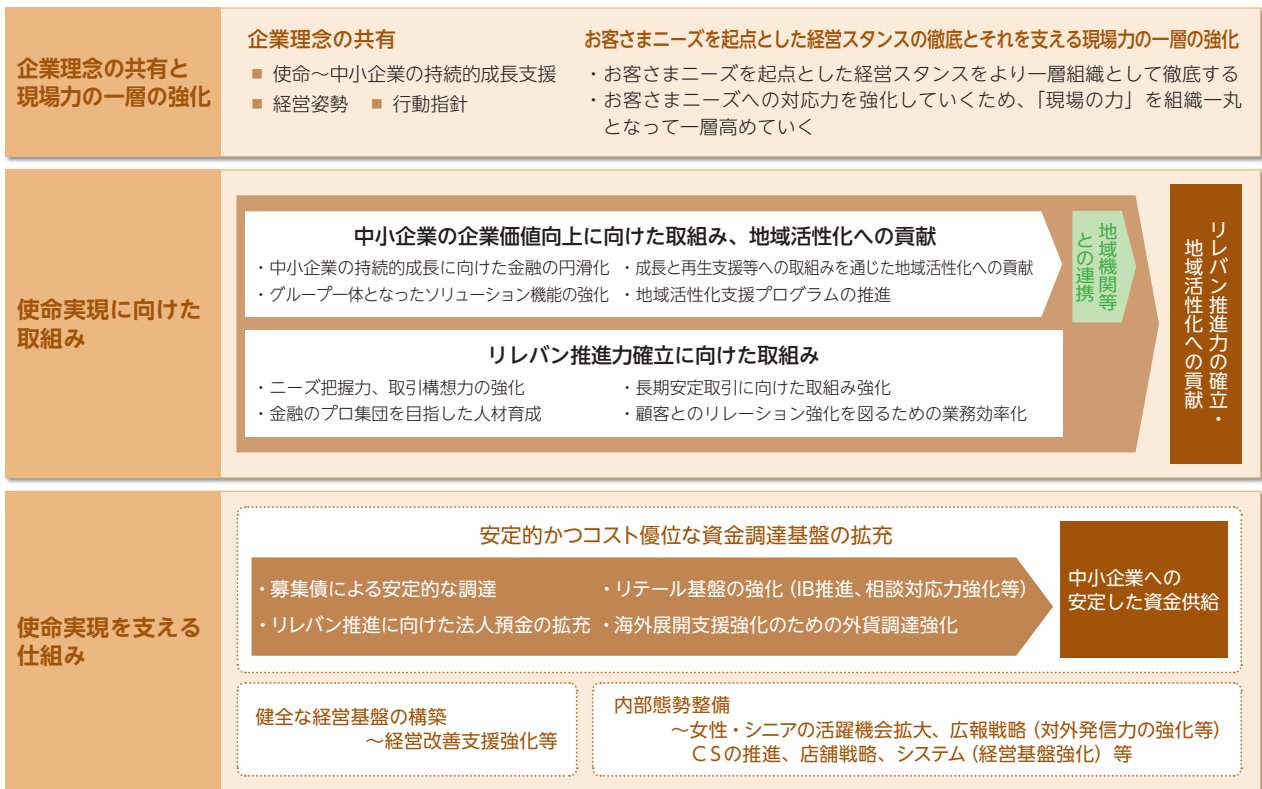 企業理念の共有と
現場力の一層の強化
企業理念の共有
■ 使命～中小企業の持続的成長支援
■ 経営姿勢 ■ 行動指針
お客さまニーズを起点とした経営スタンスの徹底とそれを支える現場力の一層の強化
・お客さまニーズを起点とした経営スタンスをより一層組織として徹底する
・お客さまニーズへの対応力を強化していくため、「現場の力」を組織一丸
となって一層高めていく
使命実現に向けた
取組み
中小企業の企業価値向上に向けた取組み、地域活性化への貢献
・中小企業の持続的成長に向けた金融の円滑化 ・成長と再生支援等への取組みを通じた地域活性化への貢献
・グループ一体となったソリューション機能の強化 ・地域活性化支援プログラムの推進
リレバン推進力確立に向けた取組み
・ニーズ把握力、取引構想力の強化 ・長期安定取引に向けた取組み強化
・金融のプロ集団を目指した人材育成 ・顧客とのリレーション強化を図るための業務効率化
地域機関等
との連携
リレバン推進力の確立・
地域活性化への貢献
使命実現を支える
仕組み
安定的かつコスト優位な資金調達基盤の拡充
・募集債による安定的な調達 ・リテール基盤の強化（IB推進、相談対応力強化等）
・リレバン推進に向けた法人預金の拡充 ・海外展開支援強化のための外貨調達強化
中小企業への
安定した資金供給
健全な経営基盤の構築
～経営改善支援強化等
内部態勢整備
～女性・シニアの活躍機会拡大、広報戦略（対外発信力の強化等）
ＣＳの推進、店舗戦略、システム（経営基盤強化）等